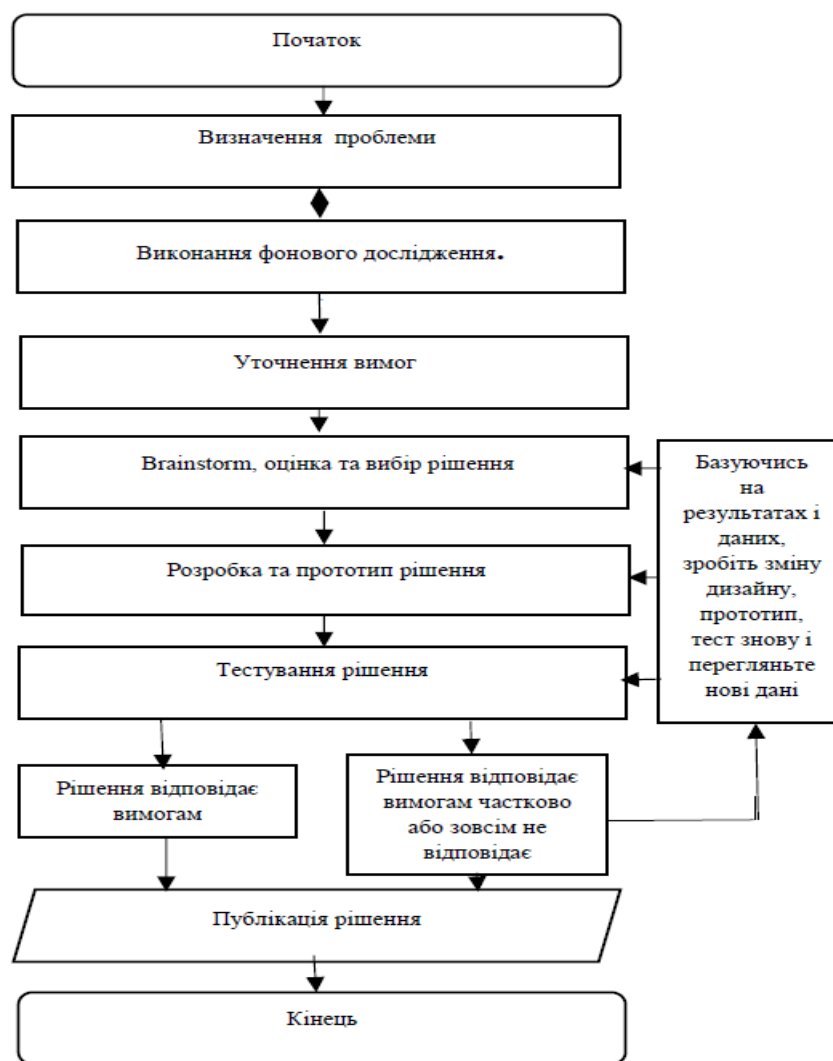 Початок
Визначення проблеми
Виконання фонового дослідження.
Уточнення вимог
Brainstorm, оцінка та вибір рішення
Розробка та прототип рішення
Тестування рішення
Базуючись
на
результатах і
даних,
зробіть зміну
дизайну,
прототип,
тест знову і
перегляньте
нові дані
Рішення відповідає
вимогам
Рішення відповідає
вимогам частково
або зовсім не
відповідає
Публікація рішення
Кінець